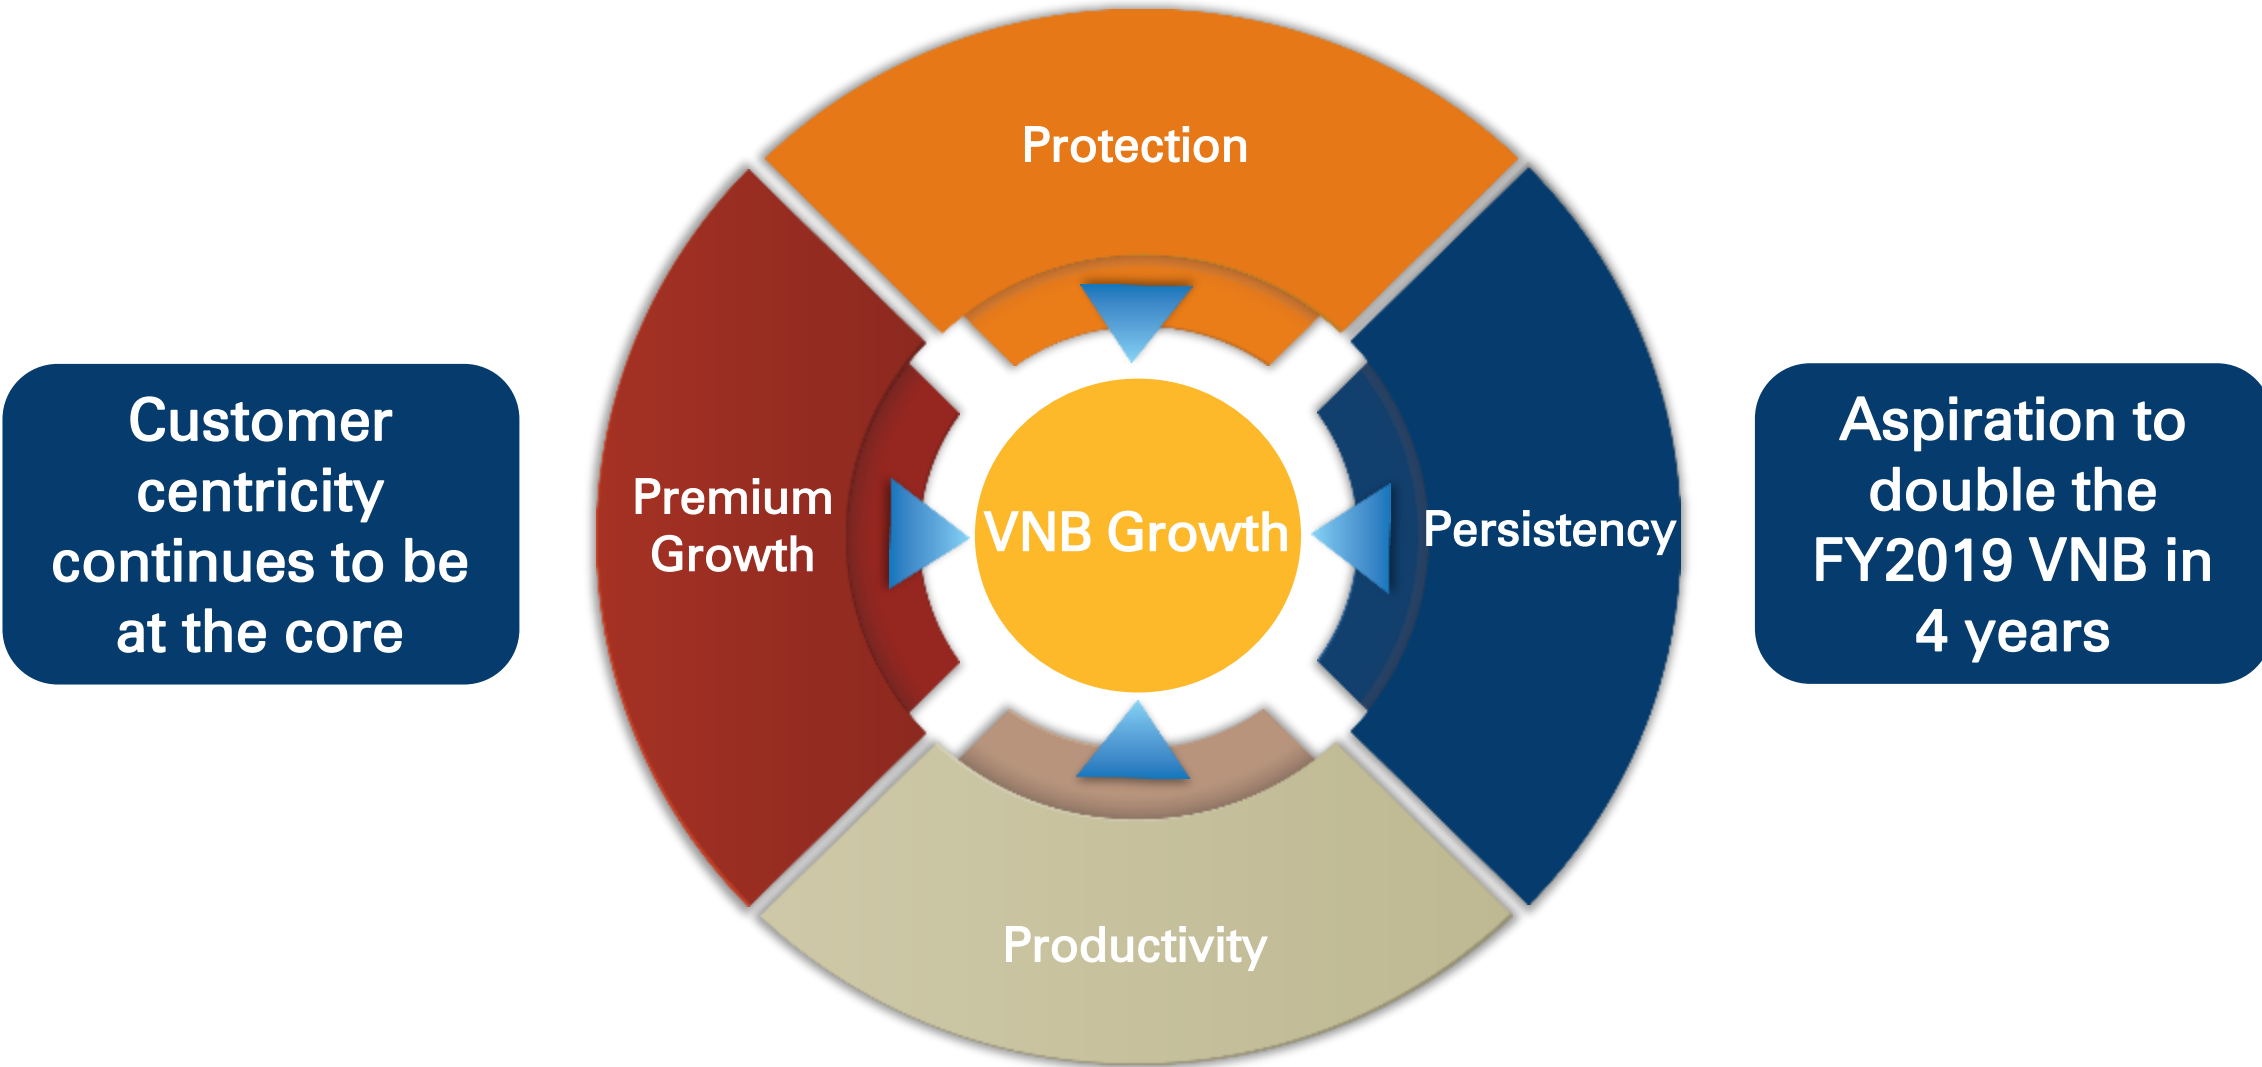 Protection
Customer
centricity
continues to be
at the core
Premium
Growth
VNB Growth
Persistency
Aspiration to
double the
FY2019 VNB in
4 years
Productivity